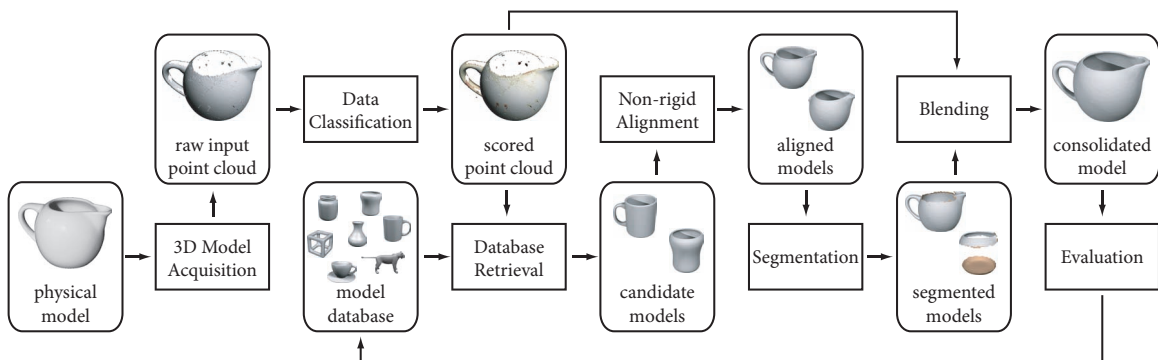 raw input
point cloud
Data
Classification
scored
point cloud
Non-rigid
Alignment
aligned
models
Blending
consolidated
model
physical
model
3D Model
Acquisition
model
database
Database
Retrieval
candidate
models
Segmentation
segmented
models
Evaluation